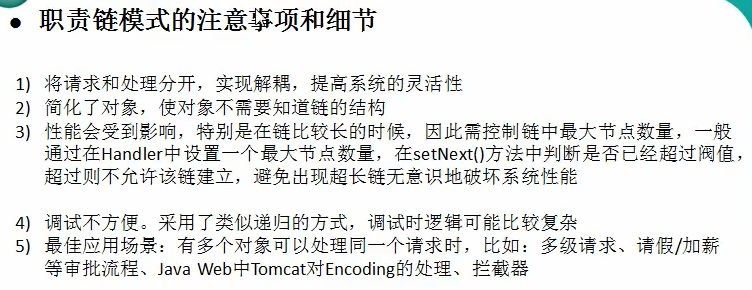 ● 职责链模式的注意事项和细节
1) 将请求和处理分开，实现解耦，提高系统的灵活性
2) 简化了对象，使对象不需要知道链的结构
3) 性能会受到影响，特别是在链比较长的时候，因此需控制链中最大节点数量，一般
通过在Handler中设置一个最大节点数量，在setNext()方法中判断是否已经超过阀值，
超过则不允许该链建立，避免出现超长链无意识地破坏系统性能
4) 调试不方便。采用了类似递归的方式，调试时逻辑可能比较复杂
5) 最佳应用场景：有多个对象可以处理同一个请求时，比如：多级请求、请假/加薪
等审批流程、Java Web中Tomcat对Encoding的处理、拦截器